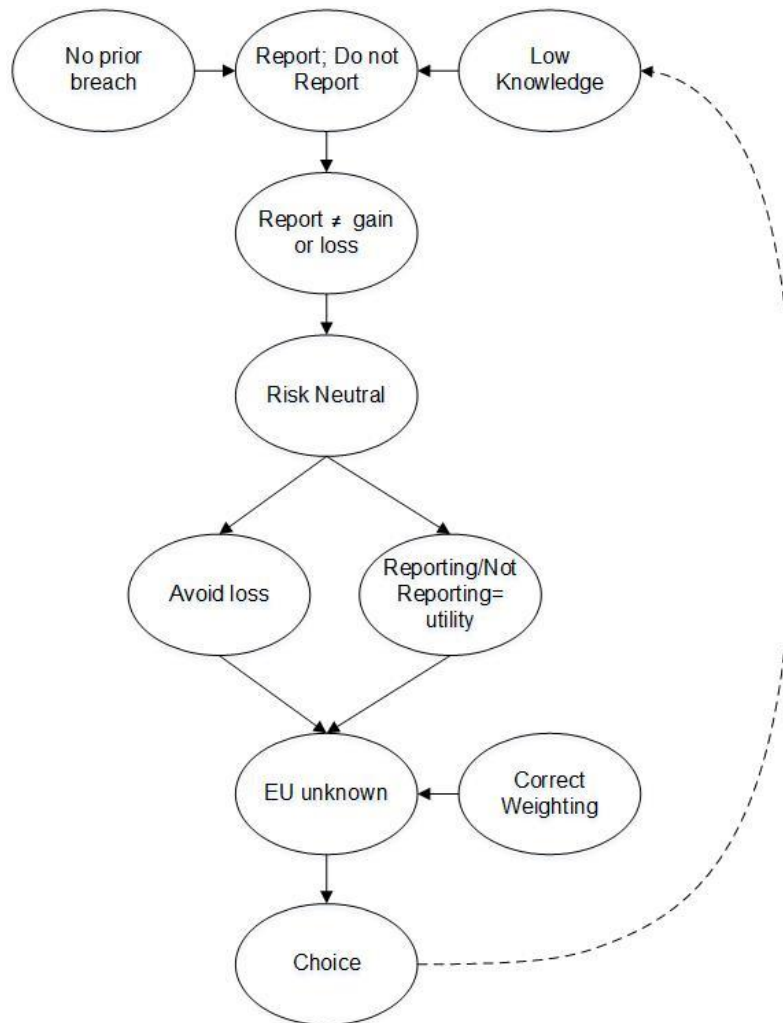 No prior
breach
Report; Do not
Report
Low
Knowledge
Report ≠ gain
or loss
Risk Neutral
Avoid loss
Reporting/Not
Reporting=
utility
EU unknown
Correct
Weighting
Choice